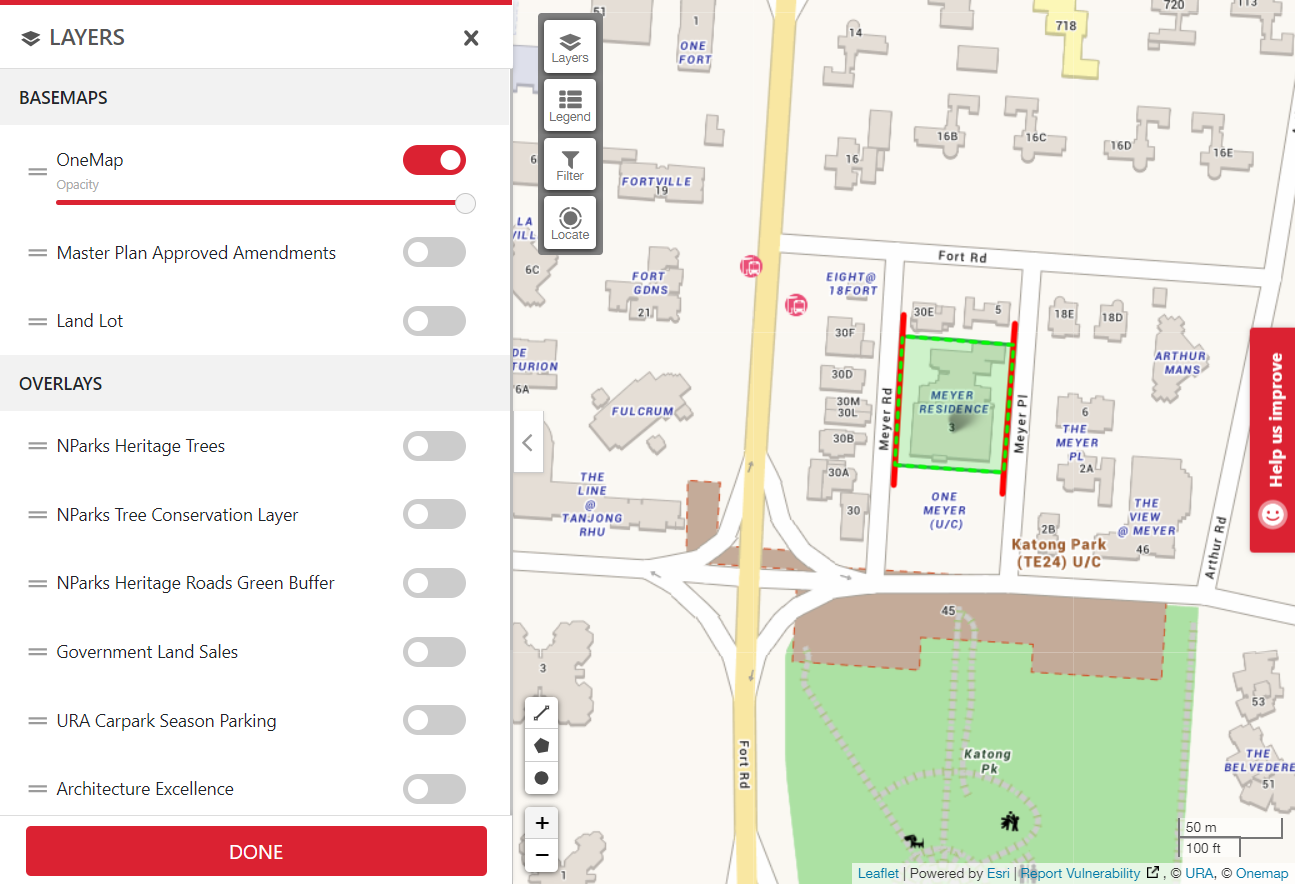 LAYERS
BASEMAPS
OneMap
Opacity
Master Plan Approved Amendments
Land Lot
OVERLAYS
NParks Heritage Trees
NParks Tree Conservation Layer
NParks Heritage Roads Green Buffer
Government Land Sales
URA Carpark Season Parking
Architecture Excellence
DONE
Layers
Legend
Filter
Locate
51
1
ONE
FORT
14
718
720
113
16B
16C
16D
16E
16
6
FORTVILLE
19
LA
VILL
6C
FORT
GDNS
21
Fort Rd
EIGHT@
18FORT
30E
5
18E
18D
30F
DE
TURION
6A
30D
30M
30L
30B
30A
30
Meyer Rd
MEYER
RESIDENCE
3
Meyer Pl
ARTHUR
MANS
FULCRUM
6
THE
MEYER
PL
2A
THE
LINE
@
TANJONG
RHU
ONE
MEYER
(U/C)
2B
THE
VIEW
@ MEYER
46
Katong Park
(TE24) U/C
Arthur Rd
45
3
53
Fort Rd
Katong
Pk
THE
BELVEDERE
51
1
Help us improve
+
−
50 m
100 ft
Leaflet | Powered by Esri | Report Vulnerability , © URA, © Onemap